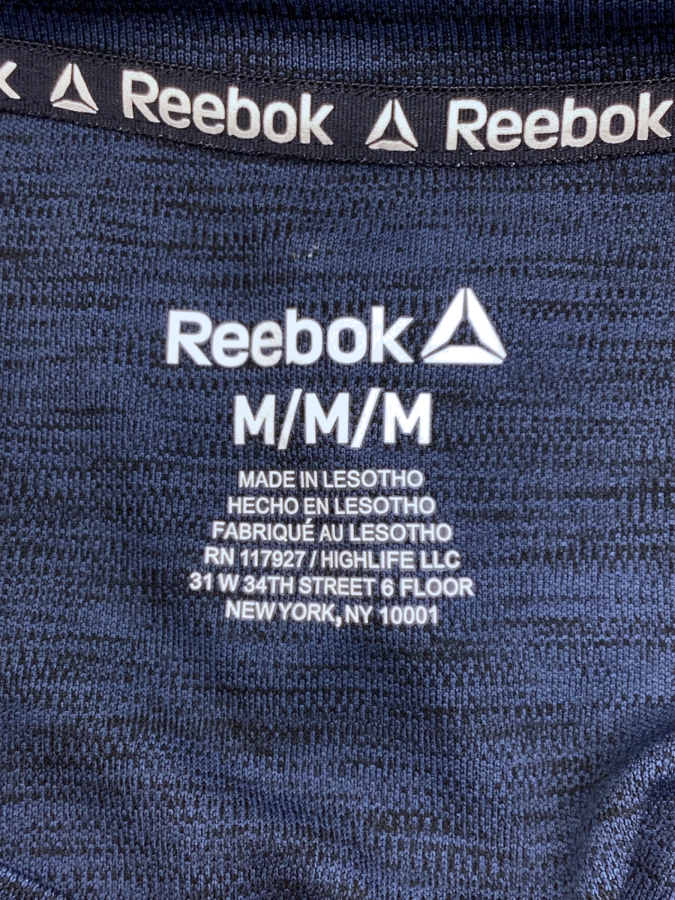 Reebok Reebok
Reebok
M/M/M
MADE IN LESOTHO
HECHO EN LESOTHO
FABRIQUÉ AU LESOTHO
RN 117927 / HIGHLIFE LLC
31 W 34TH STREET 6 FLOOR
NEW YORK, NY 10001